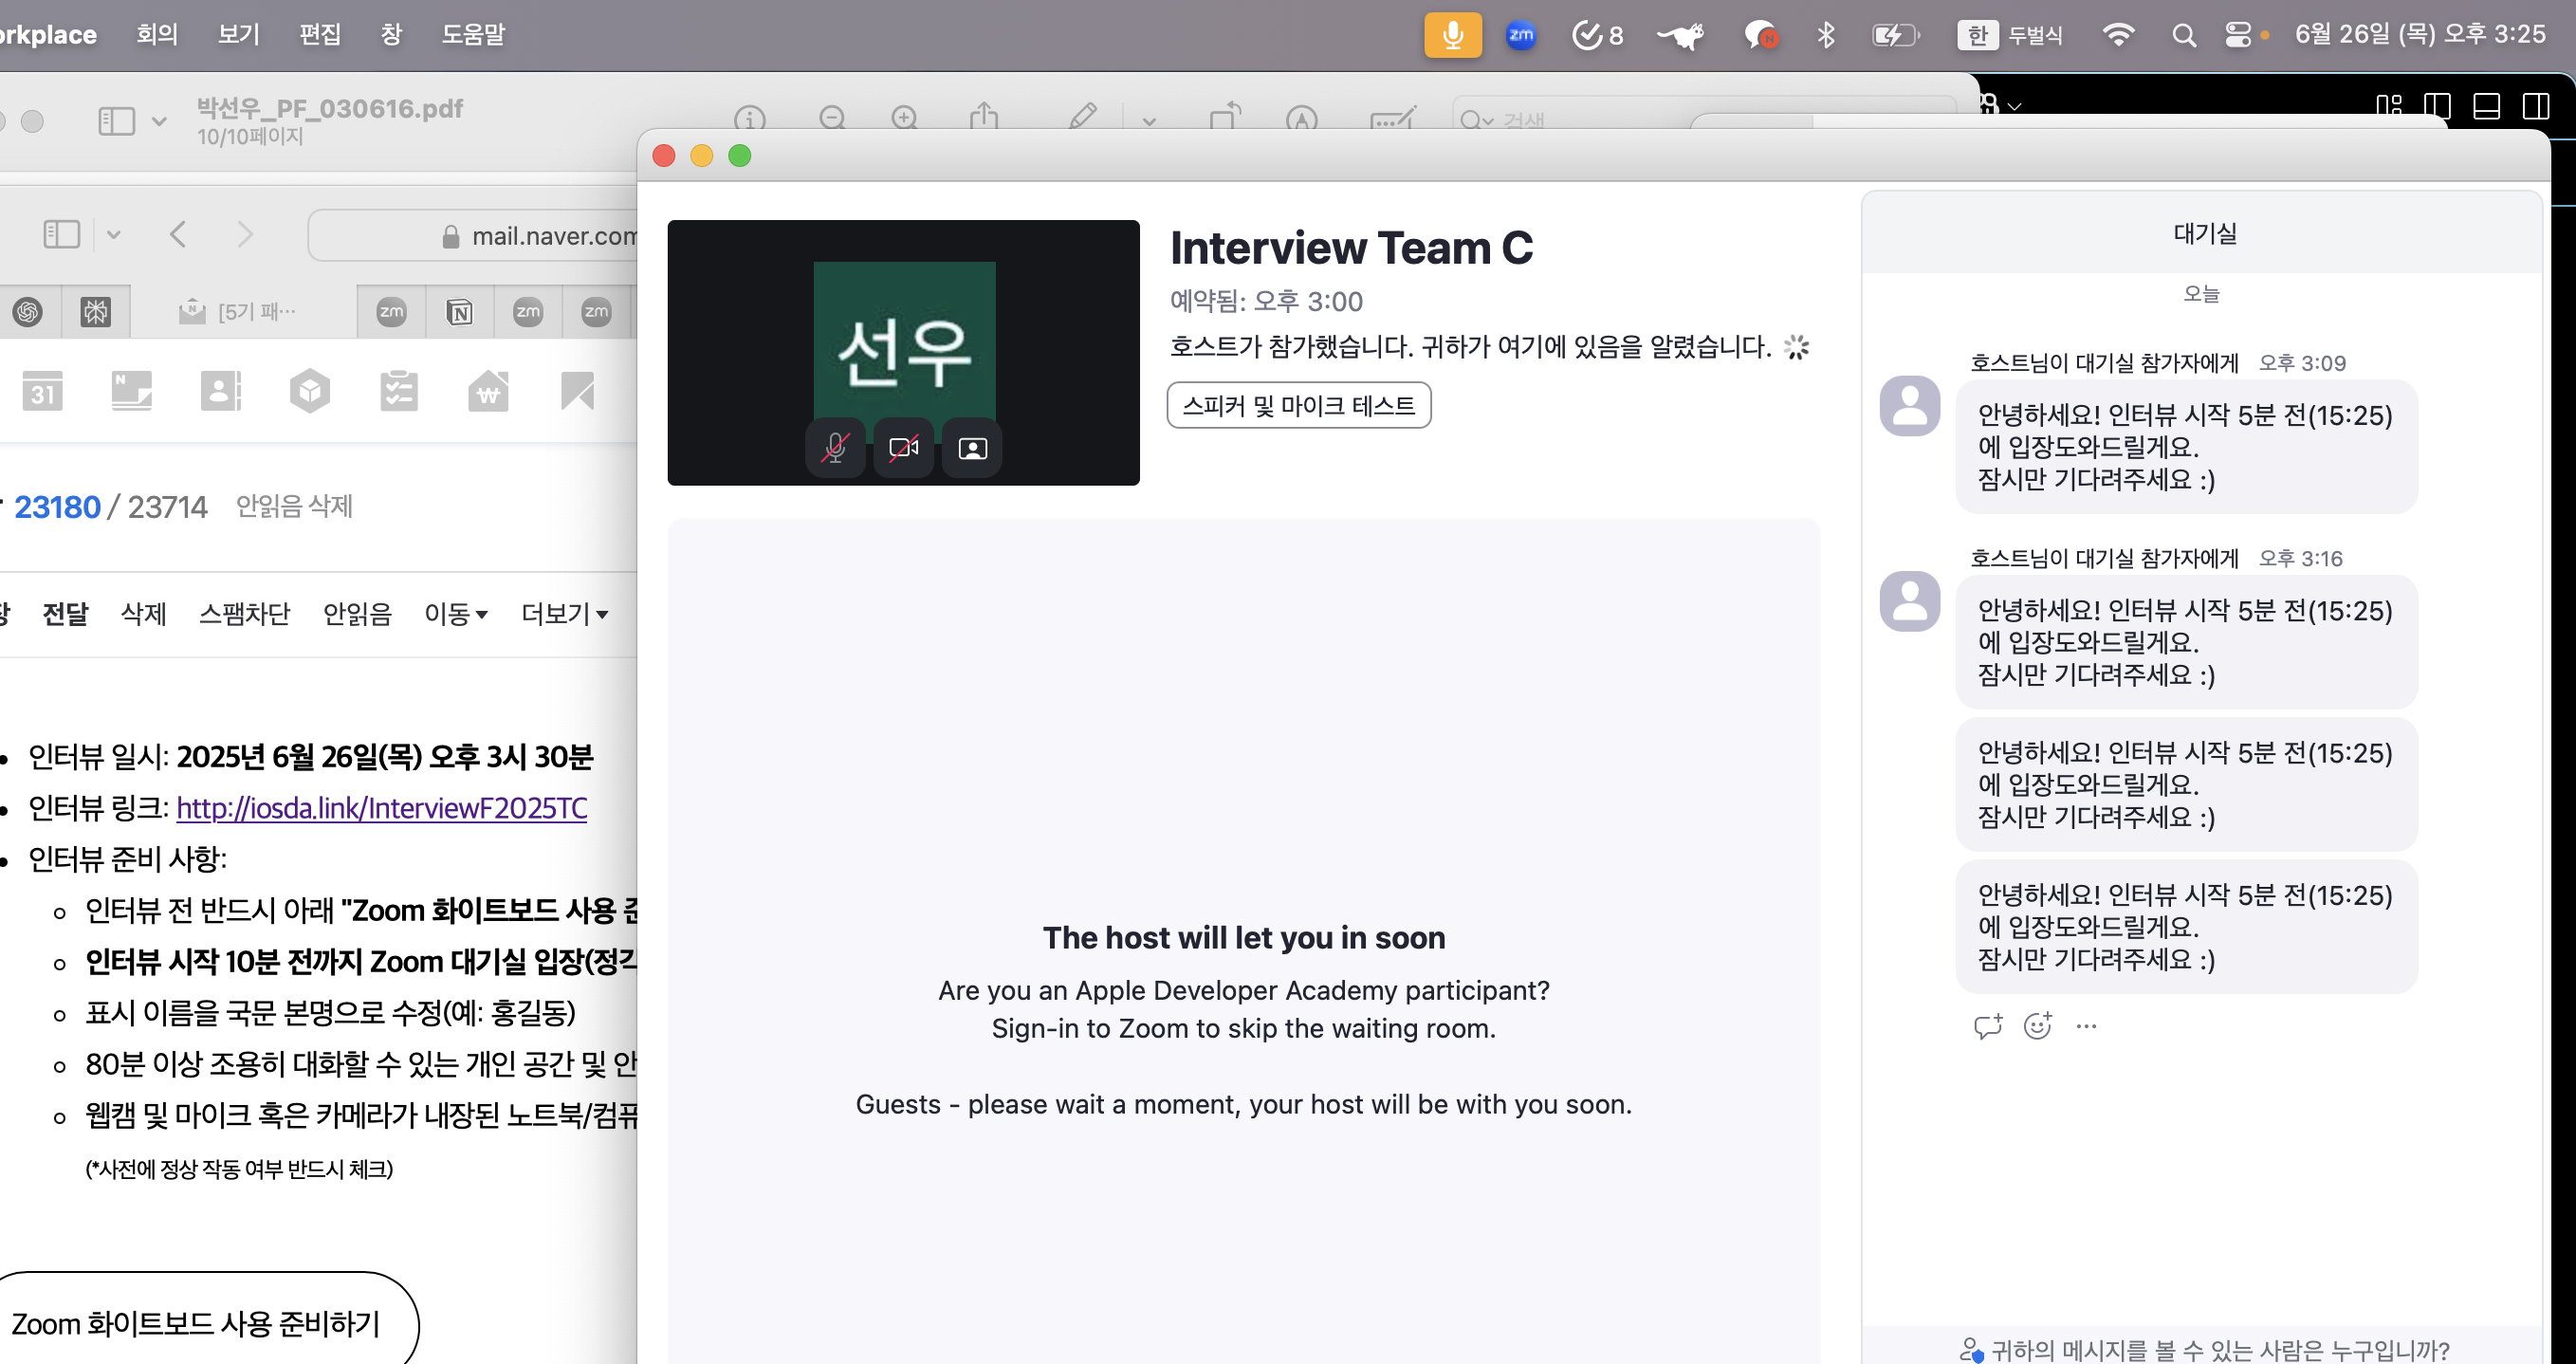 orkplace 회의 보기 편집 창 도움말 zm 8 N 한 두벌식 6월 26일 (목) 오후 3:25
박선우_PF_030616.pdf
10/10페이지
검색
mail.naver.com
[5기 패… zm N zm zm
31 N ₩
23180 / 23714 안읽음 삭제
장 전달 삭제 스팸차단 안읽음 이동 더보기
인터뷰 일시: 2025년 6월 26일(목) 오후 3시 30분
인터뷰 링크: http://iosda.link/InterviewF2025TC
인터뷰 준비 사항:
인터뷰 전 반드시 아래 "Zoom 화이트보드 사용 준
인터뷰 시작 10분 전까지 Zoom 대기실 입장(정각
표시 이름을 국문 본명으로 수정(예: 홍길동)
80분 이상 조용히 대화할 수 있는 개인 공간 및 안
웹캠 및 마이크 혹은 카메라가 내장된 노트북/컴퓨
(*사전에 정상 작동 여부 반드시 체크)
Zoom 화이트보드 사용 준비하기
선우
Interview Team C
예약됨: 오후 3:00
호스트가 참가했습니다. 귀하가 여기에 있음을 알렸습니다.
스피커 및 마이크 테스트
The host will let you in soon
Are you an Apple Developer Academy participant?
Sign-in to Zoom to skip the waiting room.
Guests - please wait a moment, your host will be with you soon.
대기실
오늘
호스트님이 대기실 참가자에게 오후 3:09
안녕하세요! 인터뷰 시작 5분 전(15:25)
에 입장도와드릴게요.
잠시만 기다려주세요 :)
호스트님이 대기실 참가자에게 오후 3:16
안녕하세요! 인터뷰 시작 5분 전(15:25)
에 입장도와드릴게요.
잠시만 기다려주세요 :)
안녕하세요! 인터뷰 시작 5분 전(15:25)
에 입장도와드릴게요.
잠시만 기다려주세요 :)
안녕하세요! 인터뷰 시작 5분 전(15:25)
에 입장도와드릴게요.
잠시만 기다려주세요 :)
귀하의 메시지를 볼 수 있는 사람은 누구입니까?